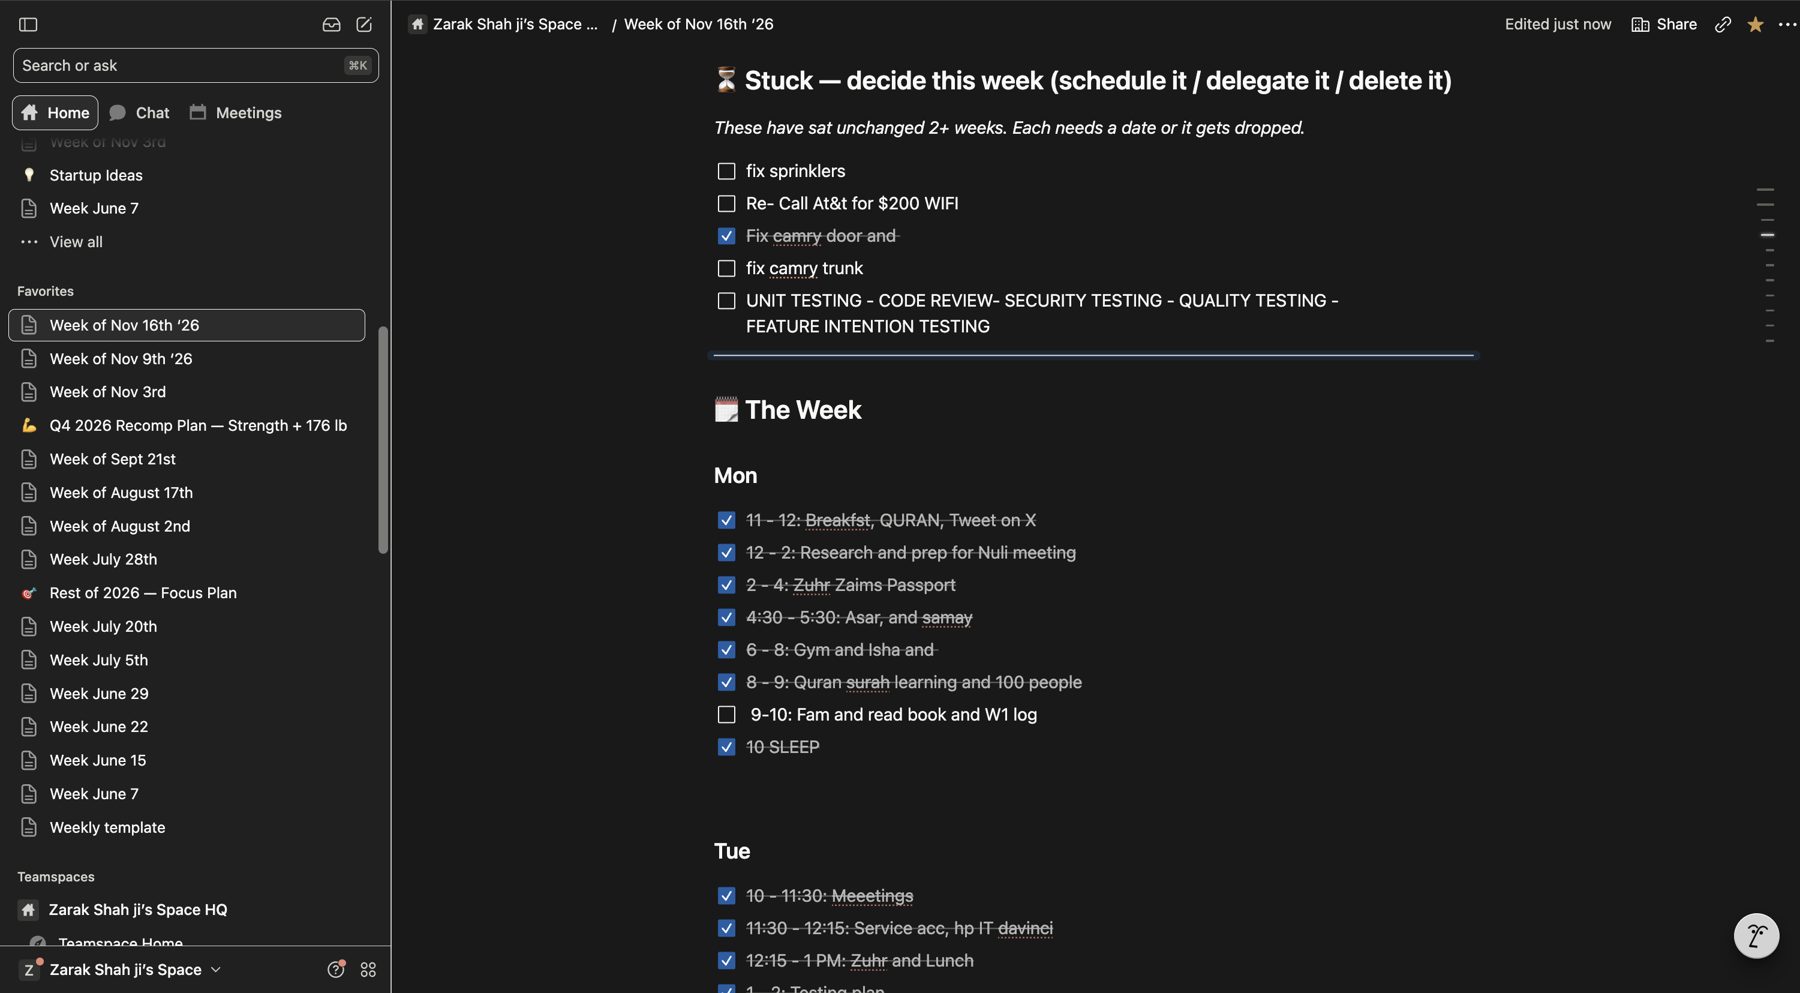 Zarak Shah ji's Space ... / Week of Nov 16th '26
Edited just now
Share
Search or ask
⌘K
Home
Chat
Meetings
Week of Nov 3rd
Startup Ideas
Week June 7
View all
Favorites
Week of Nov 16th '26
Week of Nov 9th '26
Week of Nov 3rd
Q4 2026 Recomp Plan — Strength + 176 lb
Week of Sept 21st
Week of August 17th
Week of August 2nd
Week July 28th
Rest of 2026 — Focus Plan
Week July 20th
Week July 5th
Week June 29
Week June 22
Week June 15
Week June 7
Weekly template
Teamspaces
Zarak Shah ji's Space HQ
Teamspace Home
Z
Zarak Shah ji's Space
Stuck — decide this week (schedule it / delegate it / delete it)
These have sat unchanged 2+ weeks. Each needs a date or it gets dropped.
fix sprinklers
Re- Call At&t for $200 WIFI
Fix camry door and
fix camry trunk
UNIT TESTING - CODE REVIEW- SECURITY TESTING - QUALITY TESTING -
FEATURE INTENTION TESTING
The Week
Mon
11 - 12: Breakfst, QURAN, Tweet on X
12 - 2: Research and prep for Nuli meeting
2 - 4: Zuhr Zaims Passport
4:30 - 5:30: Asar, and samay
6 - 8: Gym and Isha and
8 - 9: Quran surah learning and 100 people
9-10: Fam and read book and W1 log
10 SLEEP
Tue
10 - 11:30: Meeetings
11:30 - 12:15: Service acc, hp IT davinci
12:15 - 1 PM: Zuhr and Lunch
1 - 2: Testing plan